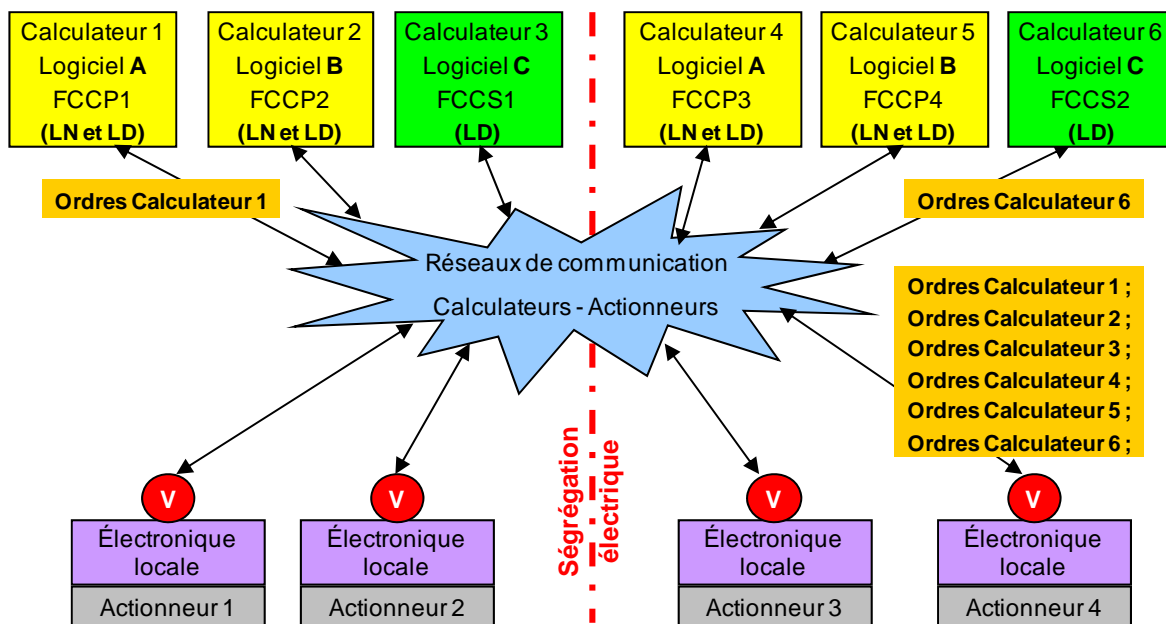 Calculateur 1
Logiciel A
FCCP1
(LN et LD)
Calculateur 2
Logiciel B
FCCP2
(LN et LD)
Calculateur 3
Logiciel C
FCCS1
(LD)
Calculateur 4
Logiciel A
FCCP3
(LN et LD)
Calculateur 5
Logiciel B
FCCP4
(LN et LD)
Calculateur 6
Logiciel C
FCCS2
(LD)
Ordres Calculateur 1
Ordres Calculateur 6
Réseaux de communication
Calculateurs - Actionneurs
Ordres Calculateur 1 ;
Ordres Calculateur 2 ;
Ordres Calculateur 3 ;
Ordres Calculateur 4 ;
Ordres Calculateur 5 ;
Ordres Calculateur 6 ;
Ségrégation
électrique
V
Électronique
locale
Actionneur 1
V
Électronique
locale
Actionneur 2
V
Électronique
locale
Actionneur 3
V
Électronique
locale
Actionneur 4